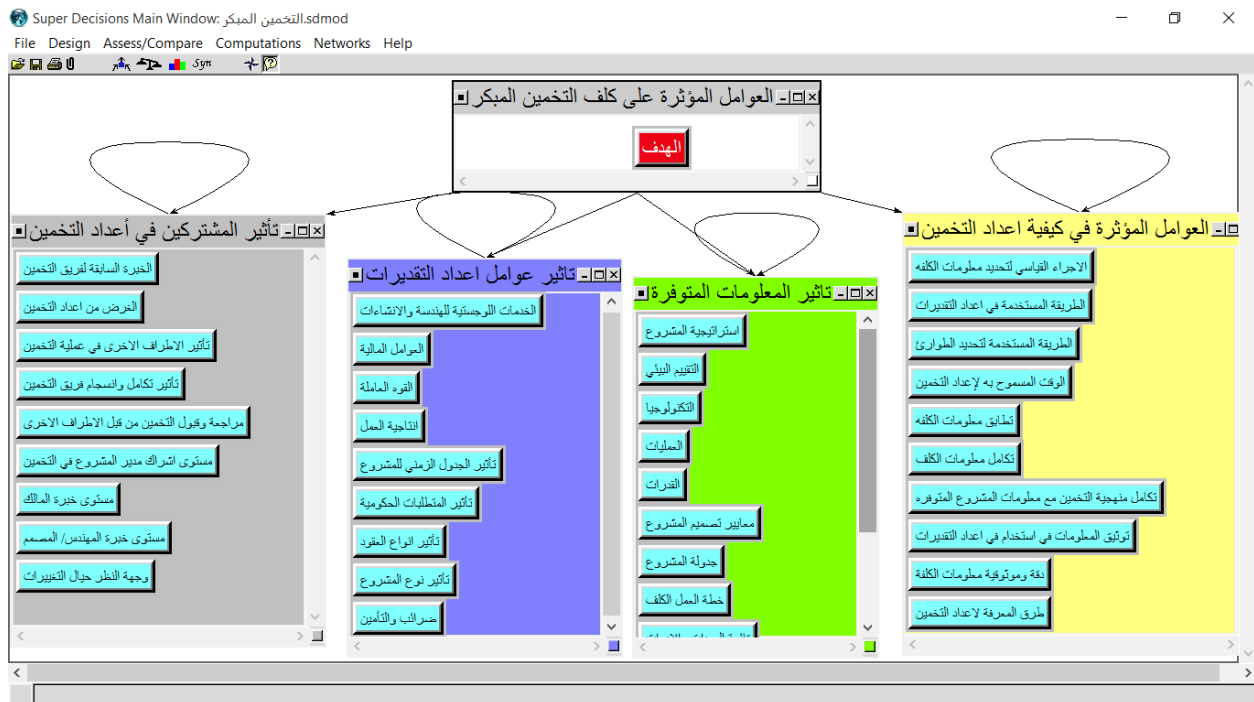 Super Decisions Main Window: التخمين المبكر.sdmod
File Design Assess/Compare Computations Networks Help
Syn
العوامل المؤثرة على كلف التخمين المبكر
الهدف
تأثير المشتركين في أعداد التخمين
الخبرة السابقة لفريق التخمين
الغرض من اعداد التخمين
تأثير الاطراف الاخرى في عملية التخمين
تأثير تكامل وانسجام فريق التخمين
مراجعة وقبول التخمين من قبل الاطراف الاخرى
مستوى اشراك مدير المشروع في التخمين
مستوى خبرة المالك
مستوى خبرة المهندس/ المصمم
وجهة النظر حيال التغييرات
تاثير عوامل اعداد التقديرات
الخدمات اللوجستية للهندسة والانشاءات
العوامل المالية
القوه العاملة
انتاجية العمل
تأثير الجدول الزمني للمشروع
تأثير المتطلبات الحكومية
تأثير انواع العقود
تأثير نوع المشروع
ضرائب والتأمين
تاثير المعلومات المتوفرة
استراتيجية المشروع
التقييم البيئي
التكنولوجيا
العمليات
القدرات
معايير تصميم المشروع
جدولة المشروع
خطة العمل الكلف
العوامل المؤثرة في كيفية اعداد التخمين
الاجراء القياسي لتحديد معلومات الكلفه
الطريقة المستخدمة في اعداد التقديرات
الطريقة المستخدمة لتحديد الطوارئ
الوقت المسموح به لإعداد التخمين
تطابق معلومات الكلفه
تكامل معلومات الكلف
تكامل منهجية التخمين مع معلومات المشروع المتوفره
توثيق المعلومات في استخدام في اعداد التقديرات
دقة وموثوقية معلومات الكلفة
طرق المعرفة لاعداد التخمين